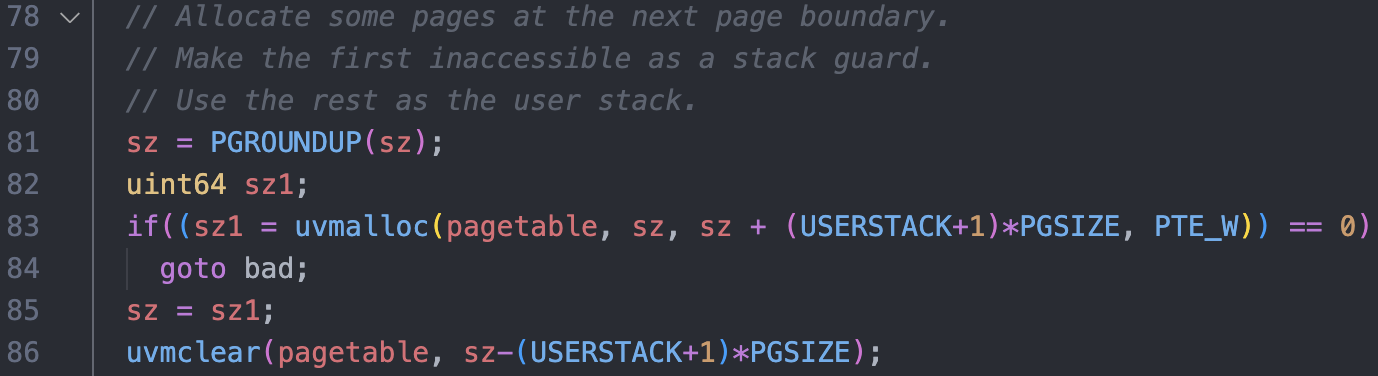 78 // Allocate some pages at the next page boundary.
79 // Make the first inaccessible as a stack guard.
80 // Use the rest as the user stack.
81 sz = PGROUNDUP(sz);
82 uint64 sz1;
83 if((sz1 = uvmalloc(pagetable, sz, sz + (USERSTACK+1)*PGSIZE, PTE_W)) == 0)
84 goto bad;
85 sz = sz1;
86 uvmclear(pagetable, sz-(USERSTACK+1)*PGSIZE);